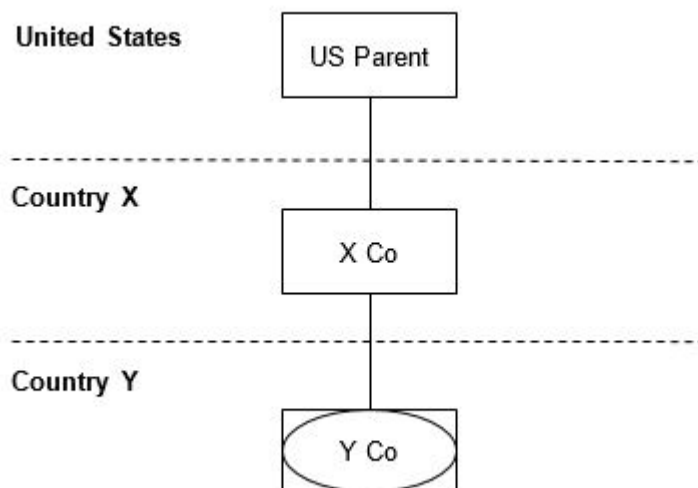 United States
US Parent
Country X
X Co
Country Y
Y Co